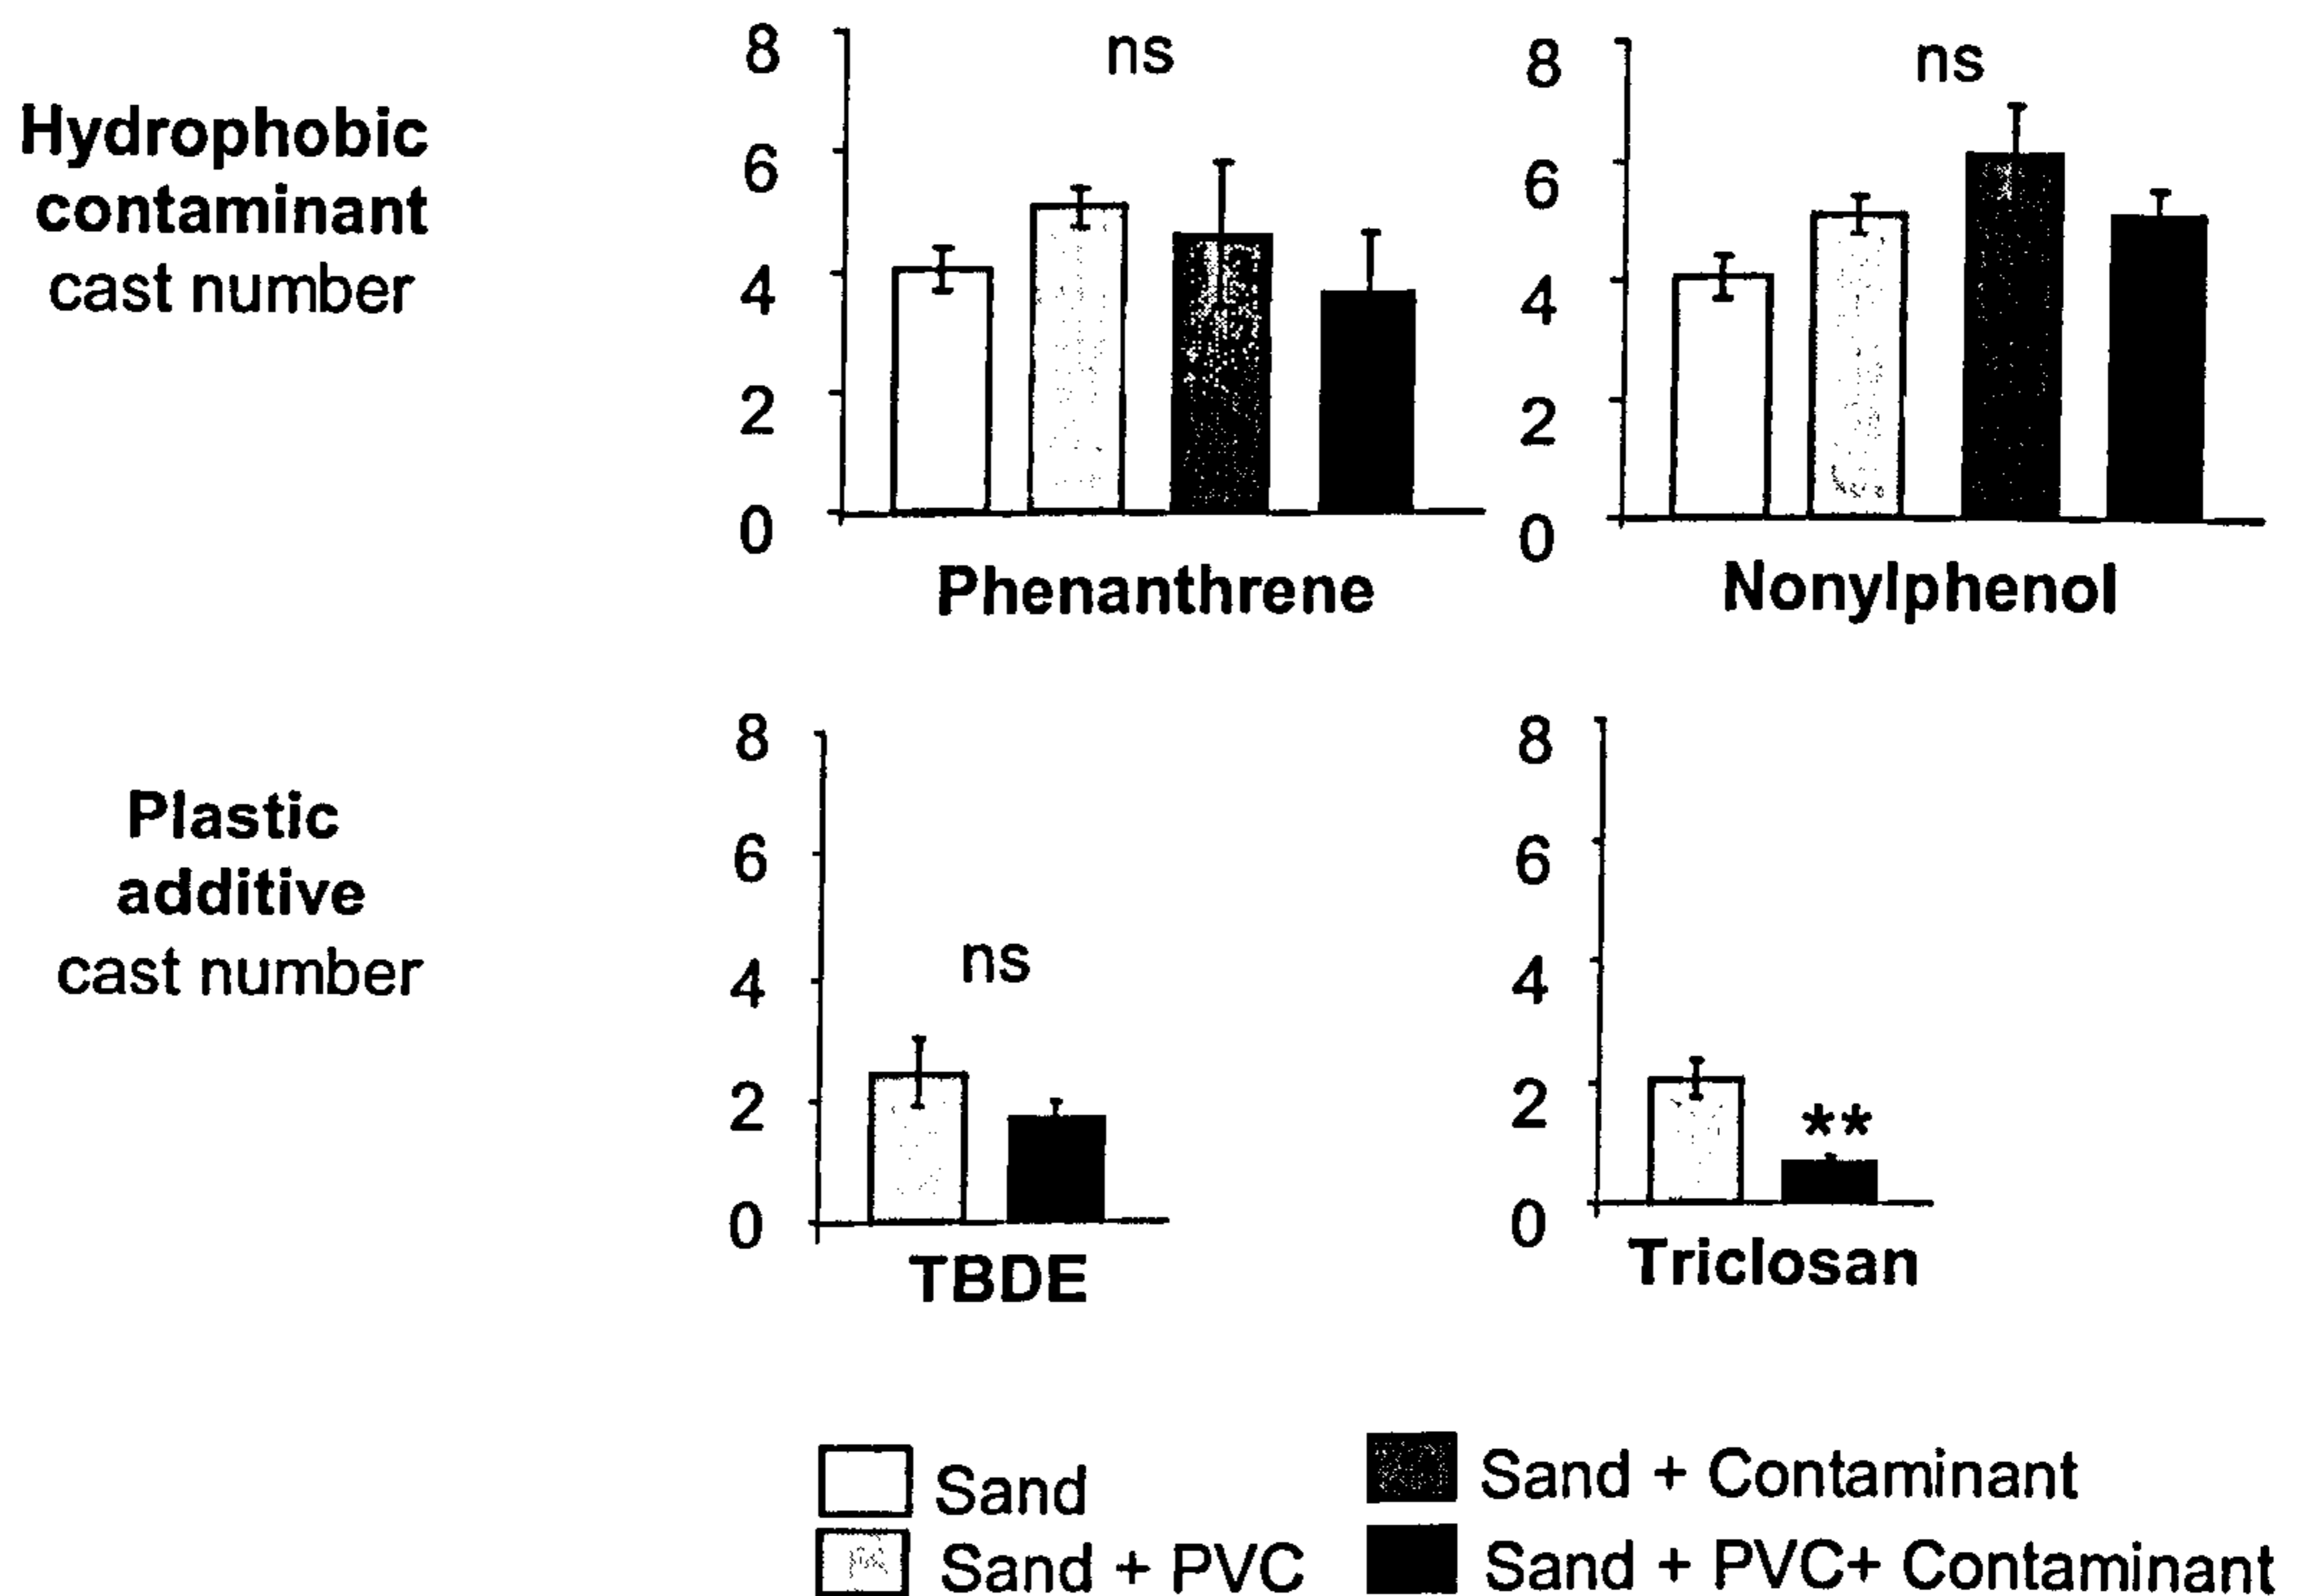 Hydrophobic
contaminant
cast number
8
6
4
2
0
ns
Phenanthrene
8
6
4
2
0
ns
Nonylphenol
Plastic
additive
cast number
8
6
4
2
0
ns
TBDE
8
6
4
2
0
**
Triclosan
Sand
Sand + PVC
Sand + Contaminant
Sand + PVC+ Contaminant